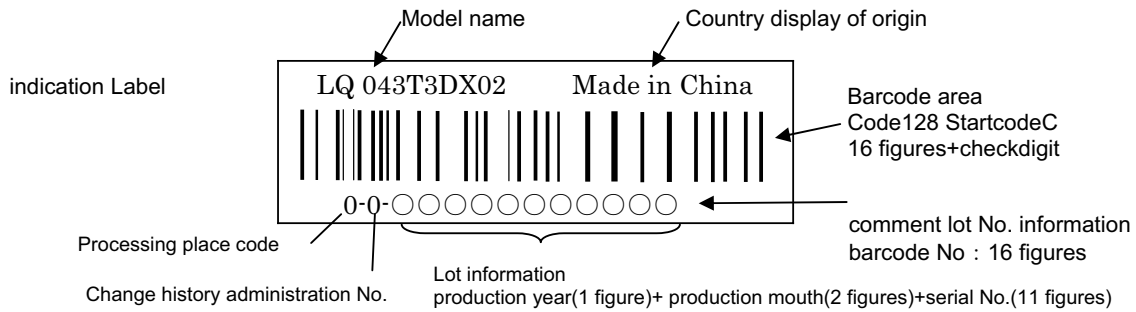 Model name
Country display of origin
indication Label
LQ 043T3DX02 Made in China
Barcode area
Code128 StartcodeC
16 figures+checkdigit
0-0-○○○○○○○○○○○
comment lot No. information
barcode No：16 figures
Processing place code
Change history administration No.
Lot information
production year(1 figure)+ production mouth(2 figures)+serial No.(11 figures)